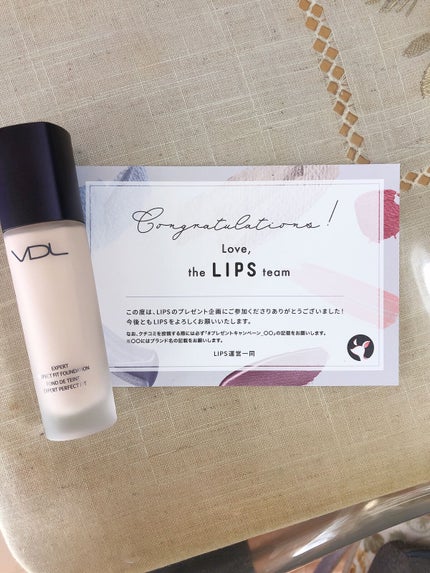 VDL
EXPERT
PERFECT FIT FOUNDATION
FOND DE TEINT
EXPERT PERFECT FIT
Congratulations!
Love,
the LIPS team
この度は、LIPSのプレゼント企画にご参加くださりありがとうございました!
今後ともLIPSをよろしくお願いいたします。
なお、クチコミを投稿する際には必ず「#プレゼントキャンペーン_〇〇」の記載をお願いします。
※〇〇にはブランド名の記載をお願いします。
LIPS運営一同